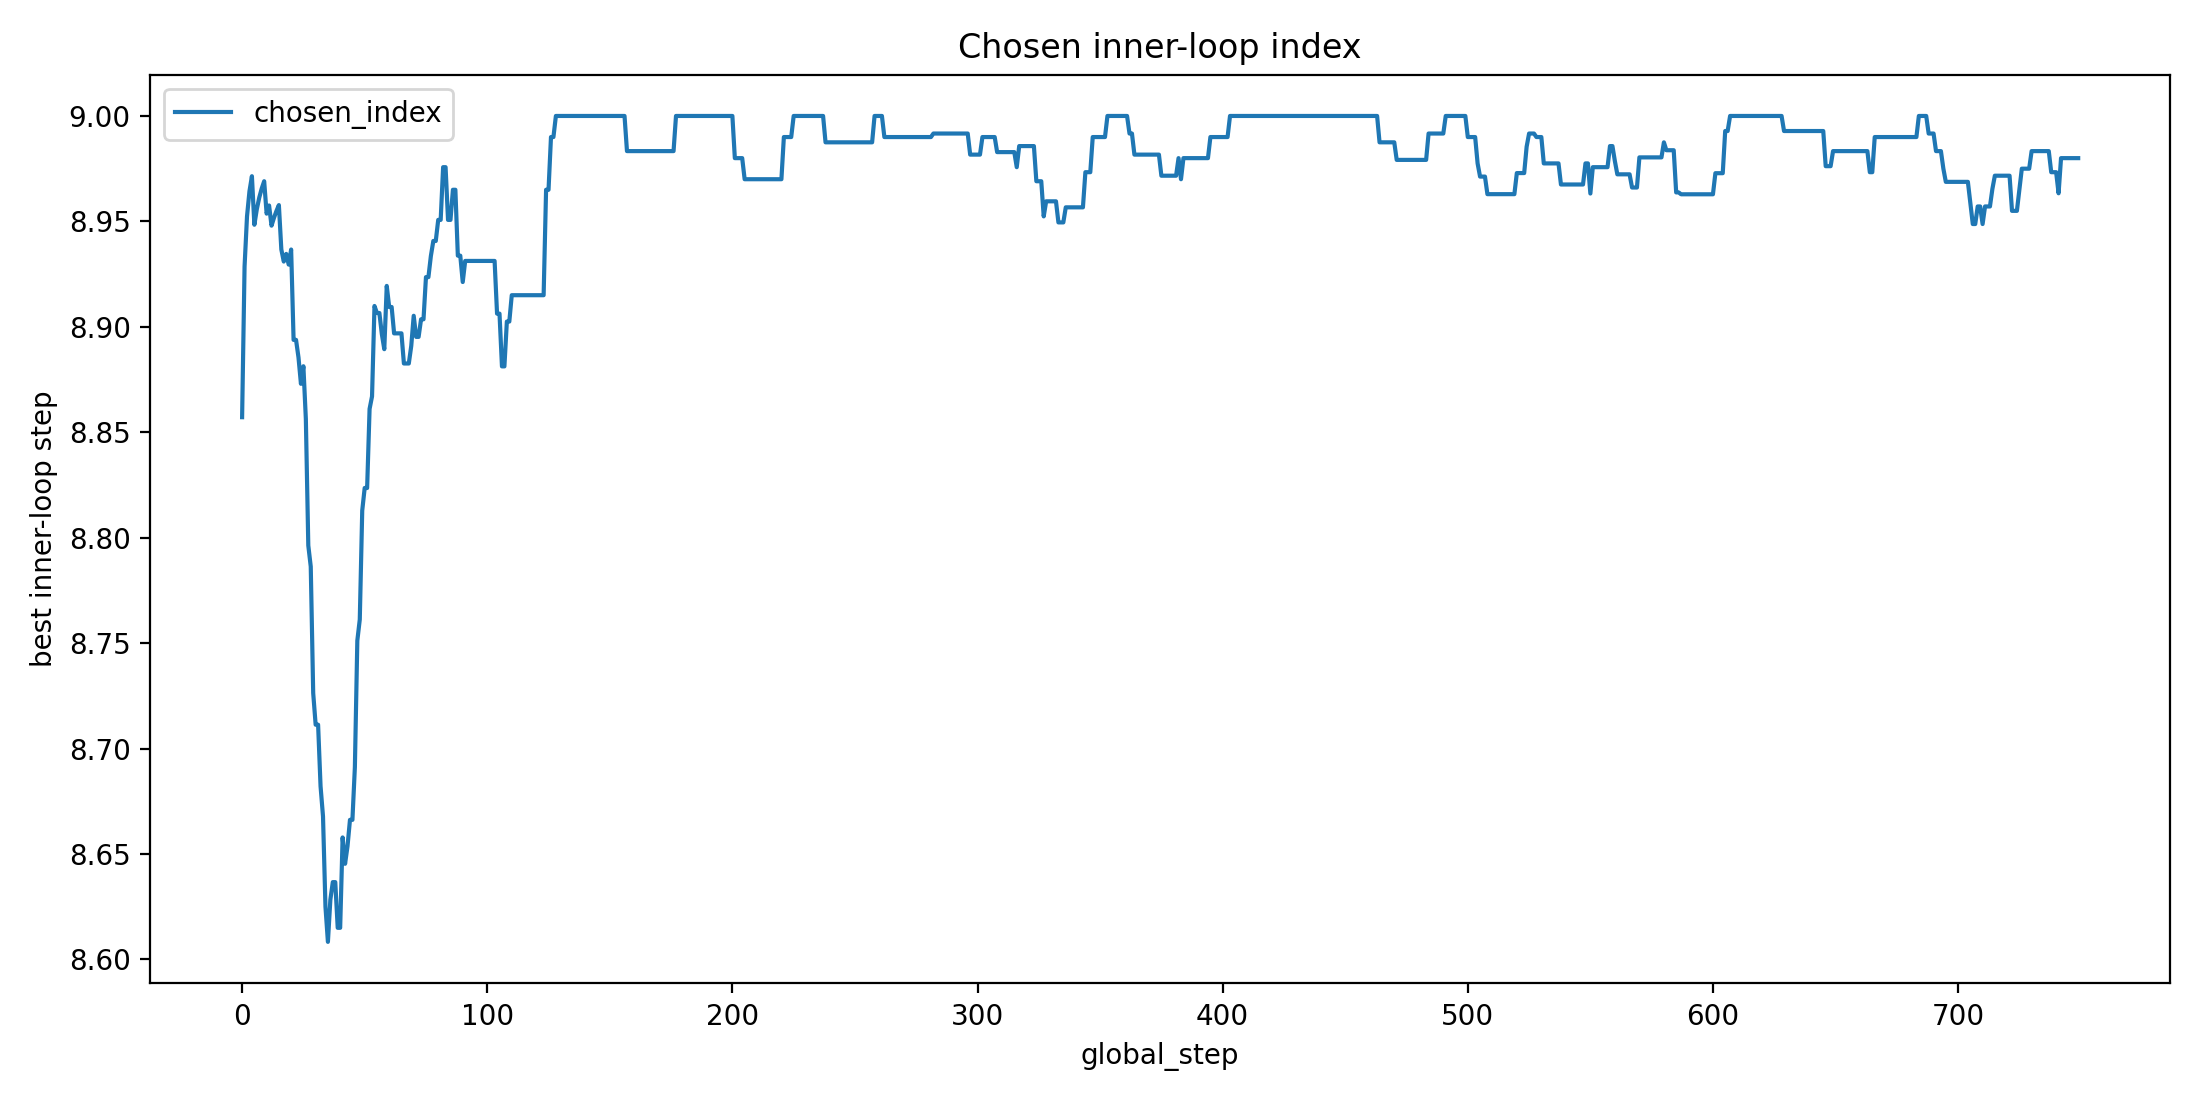 Chosen inner-loop index
chosen_index
9.00
8.95
8.90
8.85
8.80
8.75
8.70
8.65
8.60
best inner-loop step
0 100 200 300 400 500 600 700
global_step